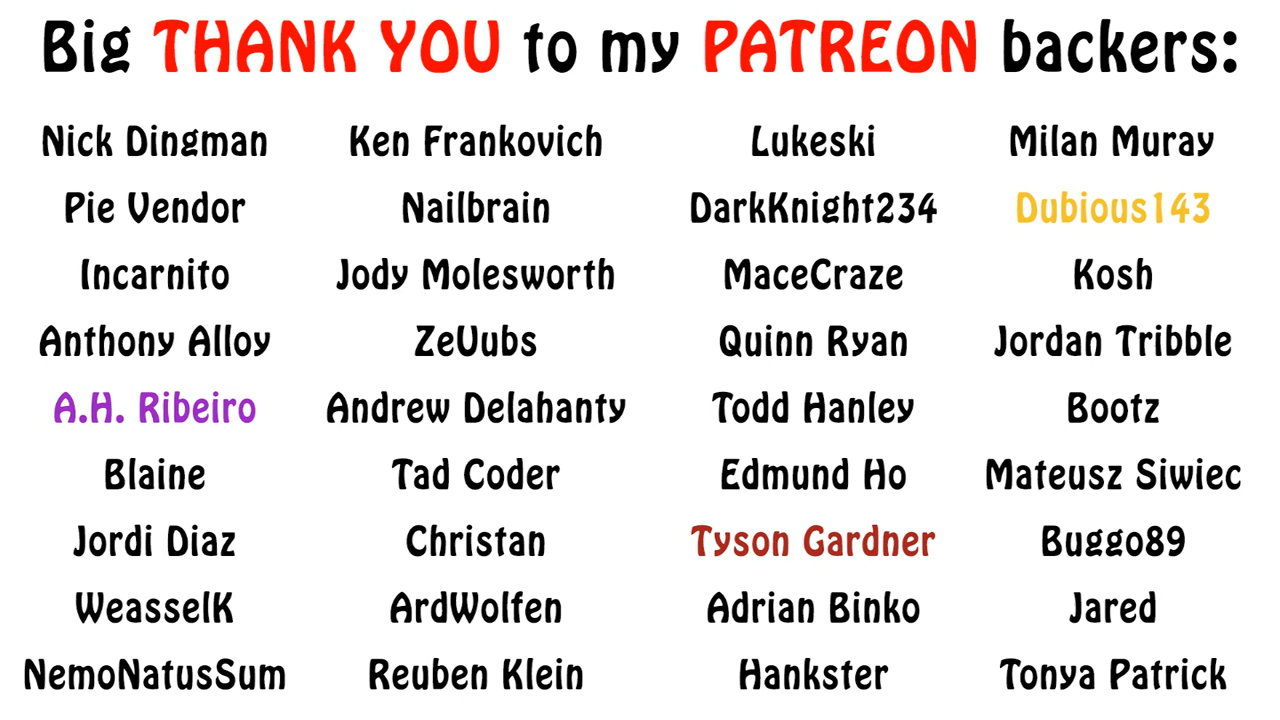 Big THANK YOU to my PATREON backers:
Nick Dingman Ken Frankovich Lukeski Milan Muray
Pie Vendor Nailbrain DarkKnight234 Dubious143
Incarnito Jody Molesworth MaceCraze Kosh
Anthony Alloy ZeVubs Quinn Ryan Jordan Tribble
A.H. Ribeiro Andrew Delahanty Todd Hanley Bootz
Blaine Tad Coder Edmund Ho Mateusz Siwiec
Jordi Diaz Christan Tyson Gardner Buggo89
WeasselK ArdWolfen Adrian Binko Jared
NemoNatusSum Reuben Klein Hankster Tonya Patrick